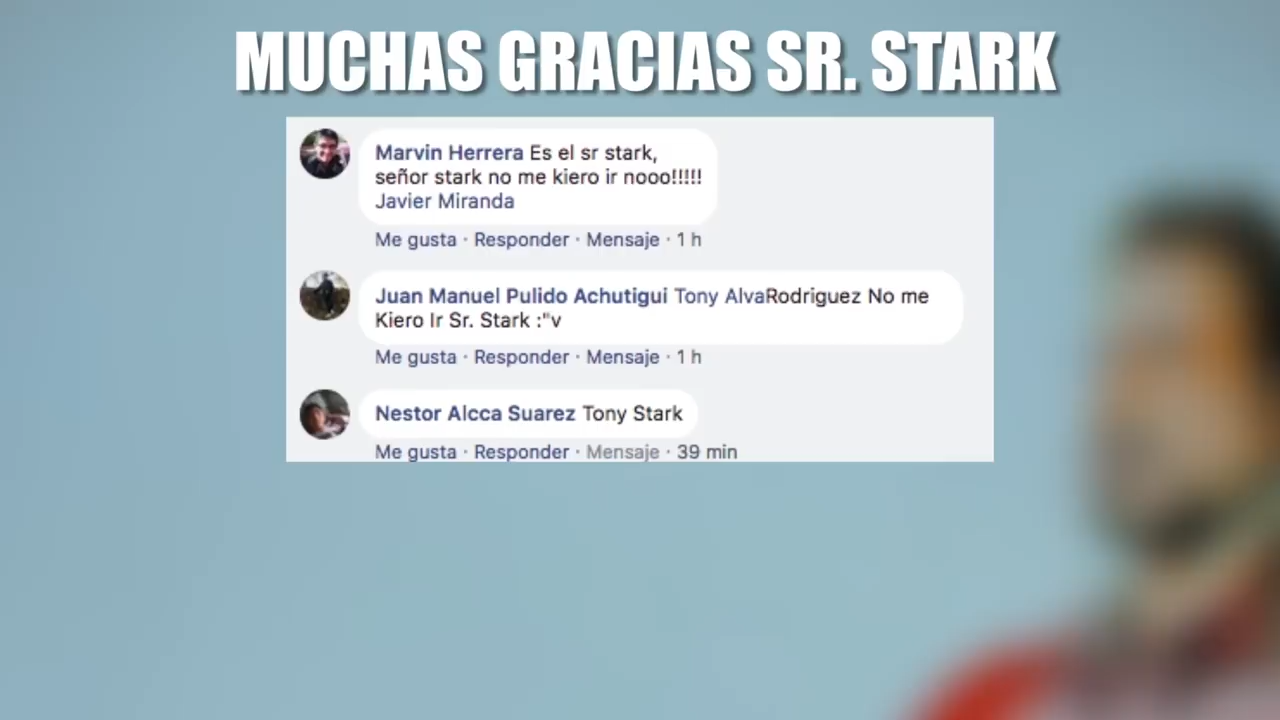 MUCHAS GRACIAS SR. STARK
Marvin Herrera Es el sr stark,
señor stark no me kiero ir nooo!!!!!
Javier Miranda
Me gusta · Responder · Mensaje · 1 h
Juan Manuel Pulido Achutigui Tony AlvaRodriguez No me
Kiero Ir Sr. Stark :"v
Me gusta · Responder · Mensaje · 1 h
Nestor Alcca Suarez Tony Stark
Me gusta · Responder · Mensaje · 39 min